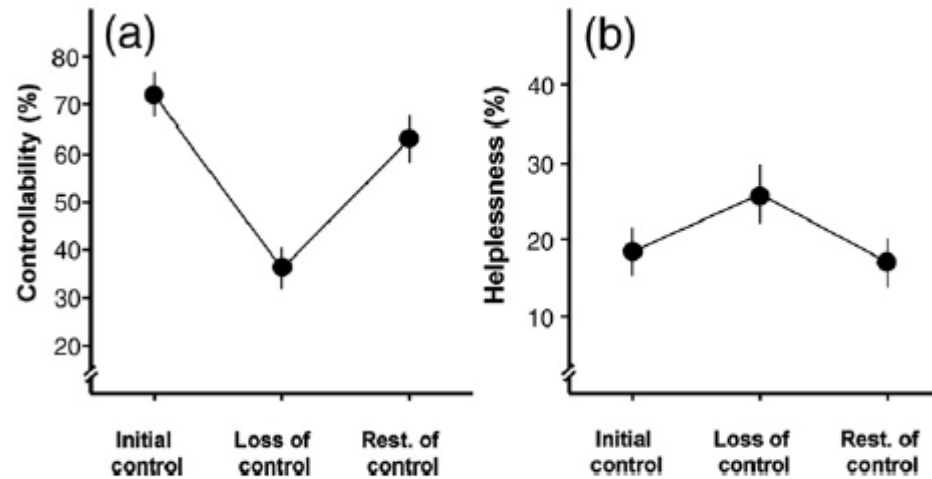 (a)
Controllability (%)
80
70
60
50
40
30
20
Initial
control
Loss of
control
Rest. of
control
(b)
Helplessness (%)
40
30
20
10
Initial
control
Loss of
control
Rest. of
control